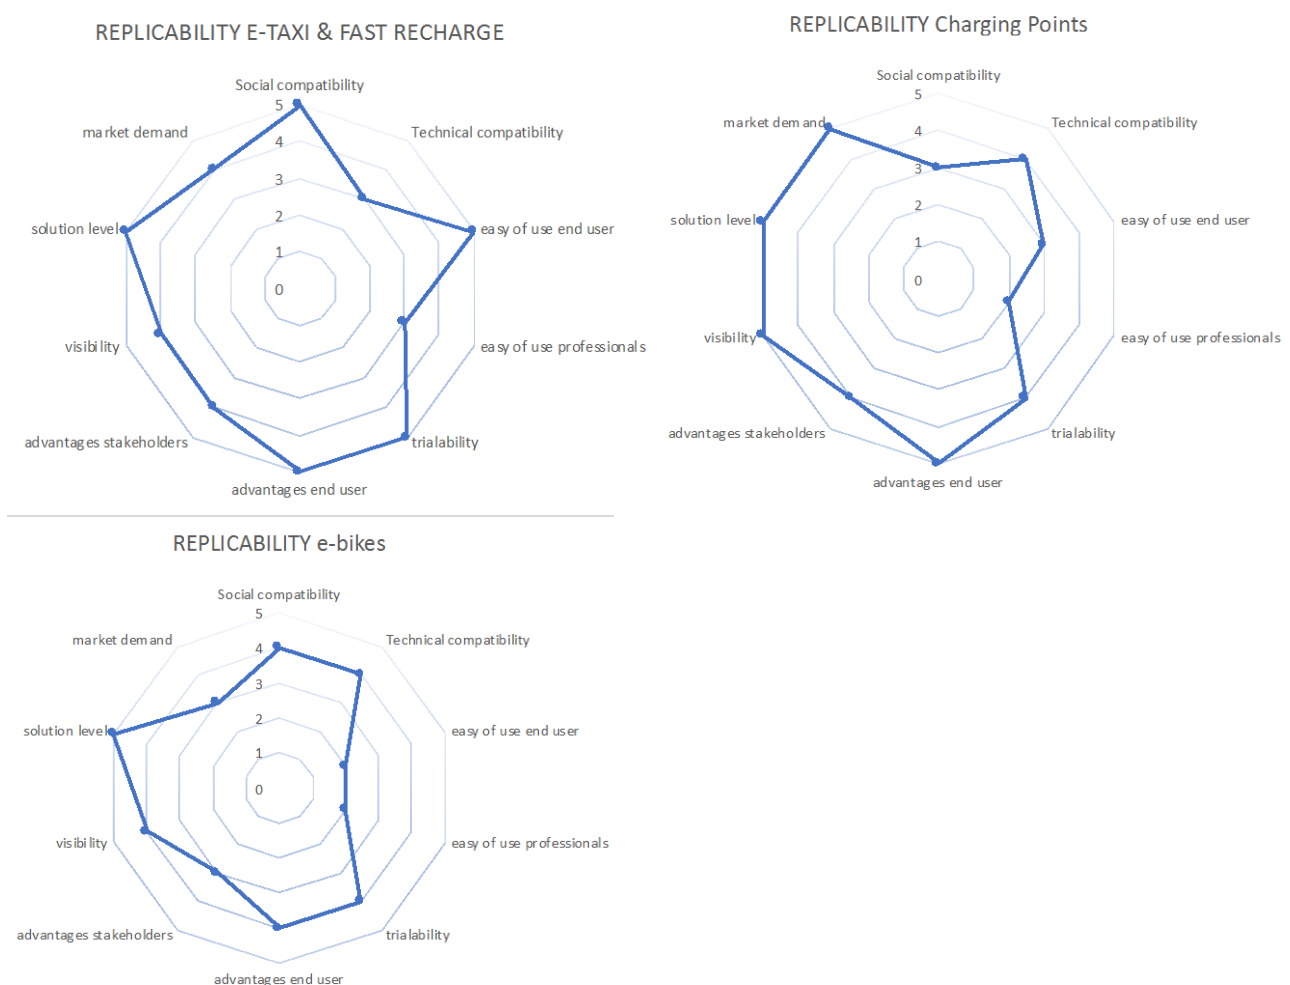 REPLICABILITY E-TAXI & FAST RECHARGE
Social compatibility
5
market demand
Technical compatibility
4
3
2
solution level
easy of use end user
1
0
visibility
easy of use professionals
advantages stakeholders
trialability
advantages end user
REPLICABILITY Charging Points
Social compatibility
5
market demand
Technical compatibility
4
3
2
solution level
easy of use end user
1
0
visibility
easy of use professionals
advantages stakeholders
trialability
advantages end user
REPLICABILITY e-bikes
Social compatibility
5
market demand
Technical compatibility
4
3
2
solution level
easy of use end user
1
0
visibility
easy of use professionals
advantages stakeholders
trialability
advantages end user